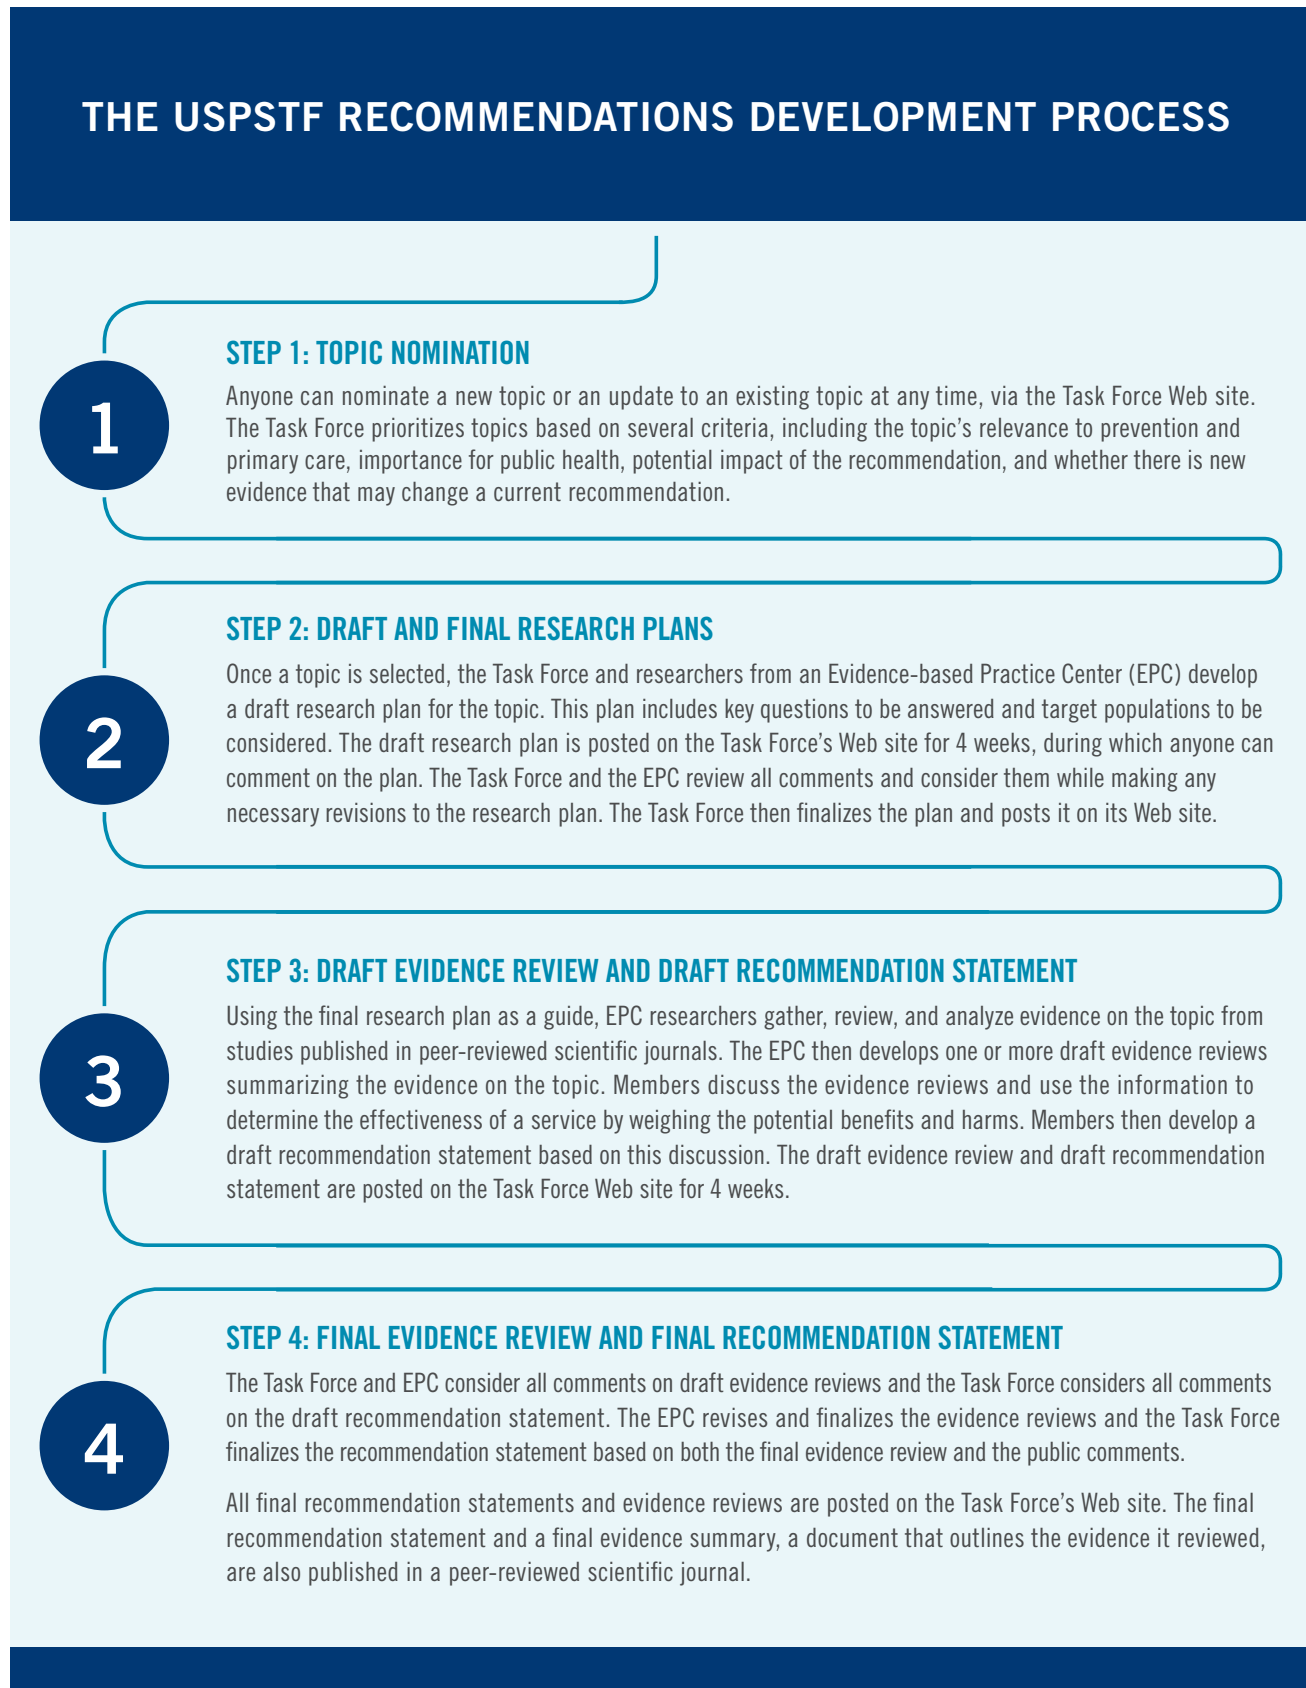 THE USPSTF RECOMMENDATIONS DEVELOPMENT PROCESS
1
STEP 1: TOPIC NOMINATION
Anyone can nominate a new topic or an update to an existing topic at any time, via the Task Force Web site.
The Task Force prioritizes topics based on several criteria, including the topic’s relevance to prevention and
primary care, importance for public health, potential impact of the recommendation, and whether there is new
evidence that may change a current recommendation.
2
STEP 2: DRAFT AND FINAL RESEARCH PLANS
Once a topic is selected, the Task Force and researchers from an Evidence-based Practice Center (EPC) develop
a draft research plan for the topic. This plan includes key questions to be answered and target populations to be
considered. The draft research plan is posted on the Task Force’s Web site for 4 weeks, during which anyone can
comment on the plan. The Task Force and the EPC review all comments and consider them while making any
necessary revisions to the research plan. The Task Force then finalizes the plan and posts it on its Web site.
3
STEP 3: DRAFT EVIDENCE REVIEW AND DRAFT RECOMMENDATION STATEMENT
Using the final research plan as a guide, EPC researchers gather, review, and analyze evidence on the topic from
studies published in peer-reviewed scientific journals. The EPC then develops one or more draft evidence reviews
summarizing the evidence on the topic. Members discuss the evidence reviews and use the information to
determine the effectiveness of a service by weighing the potential benefits and harms. Members then develop a
draft recommendation statement based on this discussion. The draft evidence review and draft recommendation
statement are posted on the Task Force Web site for 4 weeks.
4
STEP 4: FINAL EVIDENCE REVIEW AND FINAL RECOMMENDATION STATEMENT
The Task Force and EPC consider all comments on draft evidence reviews and the Task Force considers all comments
on the draft recommendation statement. The EPC revises and finalizes the evidence reviews and the Task Force
finalizes the recommendation statement based on both the final evidence review and the public comments.
All final recommendation statements and evidence reviews are posted on the Task Force’s Web site. The final
recommendation statement and a final evidence summary, a document that outlines the evidence it reviewed,
are also published in a peer-reviewed scientific journal.